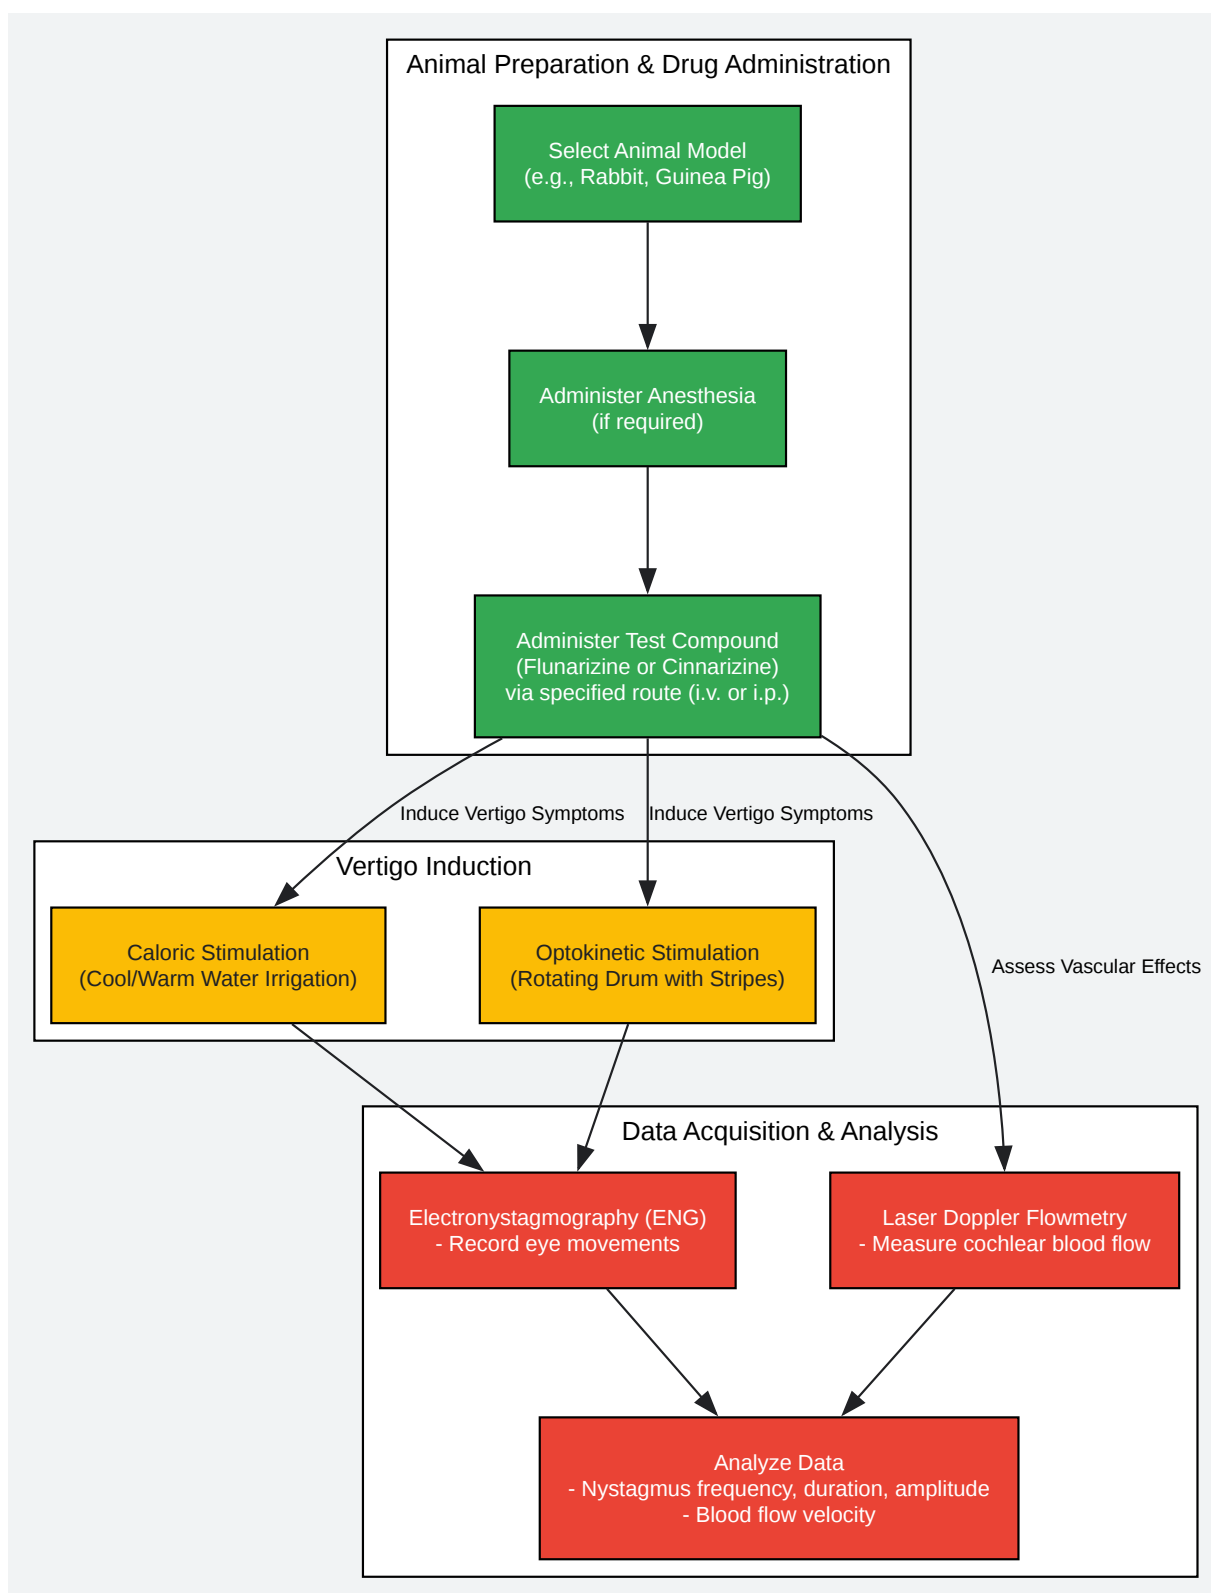 Animal Preparation & Drug Administration
Select Animal Model
(e.g., Rabbit, Guinea Pig)
Administer Anesthesia
(if required)
Administer Test Compound
(Flunarizine or Cinnarizine)
via specified route (i.v. or i.p.)
Induce Vertigo Symptoms
Induce Vertigo Symptoms
Vertigo Induction
Caloric Stimulation
(Cool/Warm Water Irrigation)
Optokinetic Stimulation
(Rotating Drum with Stripes)
Assess Vascular Effects
Data Acquisition & Analysis
Electronystagmography (ENG)
- Record eye movements
Laser Doppler Flowmetry
- Measure cochlear blood flow
Analyze Data
- Nystagmus frequency, duration, amplitude
- Blood flow velocity